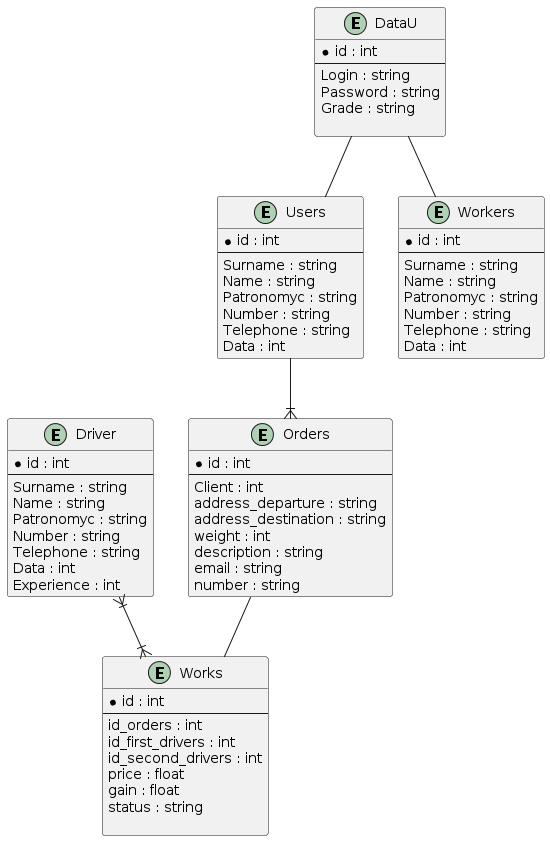 E DataU
* id : int
Login : string
Password : string
Grade : string
E Users
* id : int
Surname : string
Name : string
Patronomyc : string
Number : string
Telephone : string
Data : int
E Workers
* id : int
Surname : string
Name : string
Patronomyc : string
Number : string
Telephone : string
Data : int
E Driver
* id : int
Surname : string
Name : string
Patronomyc : string
Number : string
Telephone : string
Data : int
Experience : int
E Orders
* id : int
Client : int
address_departure : string
address_destination : string
weight : int
description : string
email : string
number : string
E Works
* id : int
id_orders : int
id_first_drivers : int
id_second_drivers : int
price : float
gain : float
status : string